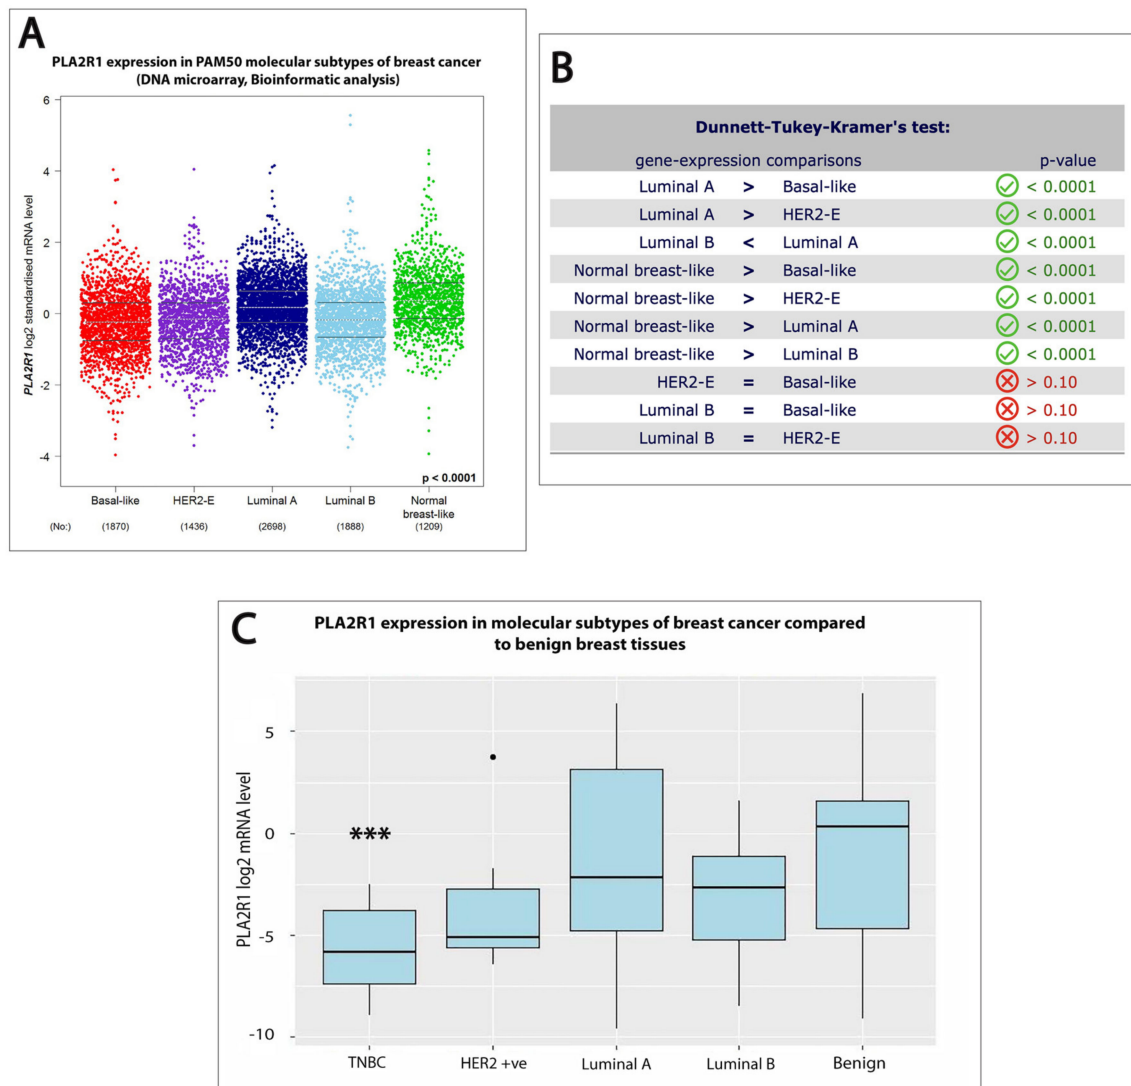 A
PLA2R1 expression in PAM50 molecular subtypes of breast cancer
(DNA microarray, Bioinformatic analysis)
PLA2R1 log2 standardised mRNA level
6
4
2
0
-2
-4
p < 0.0001
Basal-like HER2-E Luminal A Luminal B Normal
breast-like
(No:) (1870) (1436) (2698) (1888) (1209)
B
Dunnett-Tukey-Kramer's test:
gene-expression comparisons p-value
Luminal A > Basal-like < 0.0001
Luminal A > HER2-E < 0.0001
Luminal B < Luminal A < 0.0001
Normal breast-like > Basal-like < 0.0001
Normal breast-like > HER2-E < 0.0001
Normal breast-like > Luminal A < 0.0001
Normal breast-like > Luminal B < 0.0001
HER2-E = Basal-like > 0.10
Luminal B = Basal-like > 0.10
Luminal B = HER2-E > 0.10
C
PLA2R1 expression in molecular subtypes of breast cancer compared
to benign breast tissues
PLA2R1 log2 mRNA level
5
0
-5
-10
***
TNBC HER2 +ve Luminal A Luminal B Benign